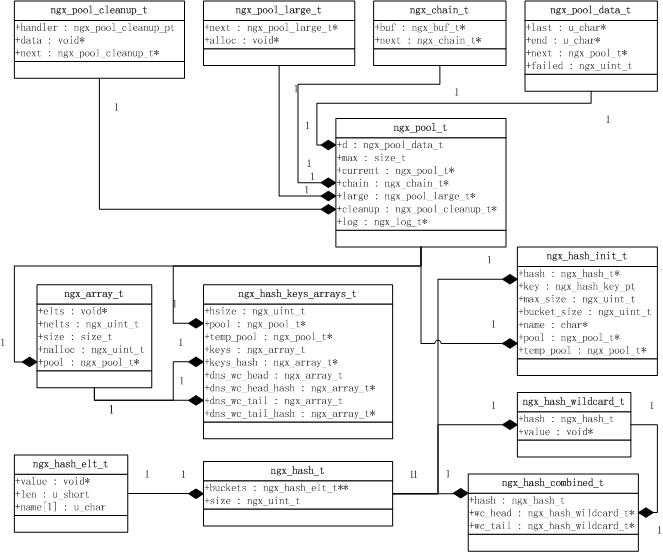 ngx_pool_cleanup_t
+handler : ngx_pool_cleanup_pt
+data : void*
+next : ngx_pool_cleanup_t*
ngx_pool_large_t
+next : ngx_pool_large_t*
+alloc : void*
ngx_chain_t
+buf : ngx_buf_t*
+next : ngx_chain_t*
ngx_pool_data_t
+last : u_char*
+end : u_char*
+next : ngx_pool_t*
+failed : ngx_uint_t
1
1
1
1
1
1
1
ngx_pool_t
+d : ngx_pool_data_t
+max : size_t
+current : ngx_pool_t*
+chain : ngx_chain_t*
+large : ngx_pool_large_t*
+cleanup : ngx_pool_cleanup_t*
+log : ngx_log_t*
1
ngx_array_t
+elts : void*
+nelts : ngx_uint_t
+size : size_t
+nalloc : ngx_uint_t
+pool : ngx_pool_t*
1
1
1
1
ngx_hash_keys_arrays_t
+hsize : ngx_uint_t
+pool : ngx_pool_t*
+temp_pool : ngx_pool_t*
+keys : ngx_array_t
+keys_hash : ngx_array_t*
+dns_wc_head : ngx_array_t
+dns_wc_head_hash : ngx_array_t*
+dns_wc_tail : ngx_array_t
+dns_wc_tail_hash : ngx_array_t*
ngx_hash_init_t
+hash : ngx_hash_t*
+key : ngx_hash_key_pt
+max_size : ngx_uint_t
+bucket_size : ngx_uint_t
+name : char*
+pool : ngx_pool_t*
+temp_pool : ngx_pool_t*
1
1
ngx_hash_wildcard_t
+hash : ngx_hash_t
+value : void*
1
ngx_hash_elt_t
+value : void*
+len : u_short
+name[1] : u_char
1
1
ngx_hash_t
+buckets : ngx_hash_elt_t**
+size : ngx_uint_t
11
1
ngx_hash_combined_t
+hash : ngx_hash_t
+wc_head : ngx_hash_wildcard_t*
+wc_tail : ngx_hash_wildcard_t*
1